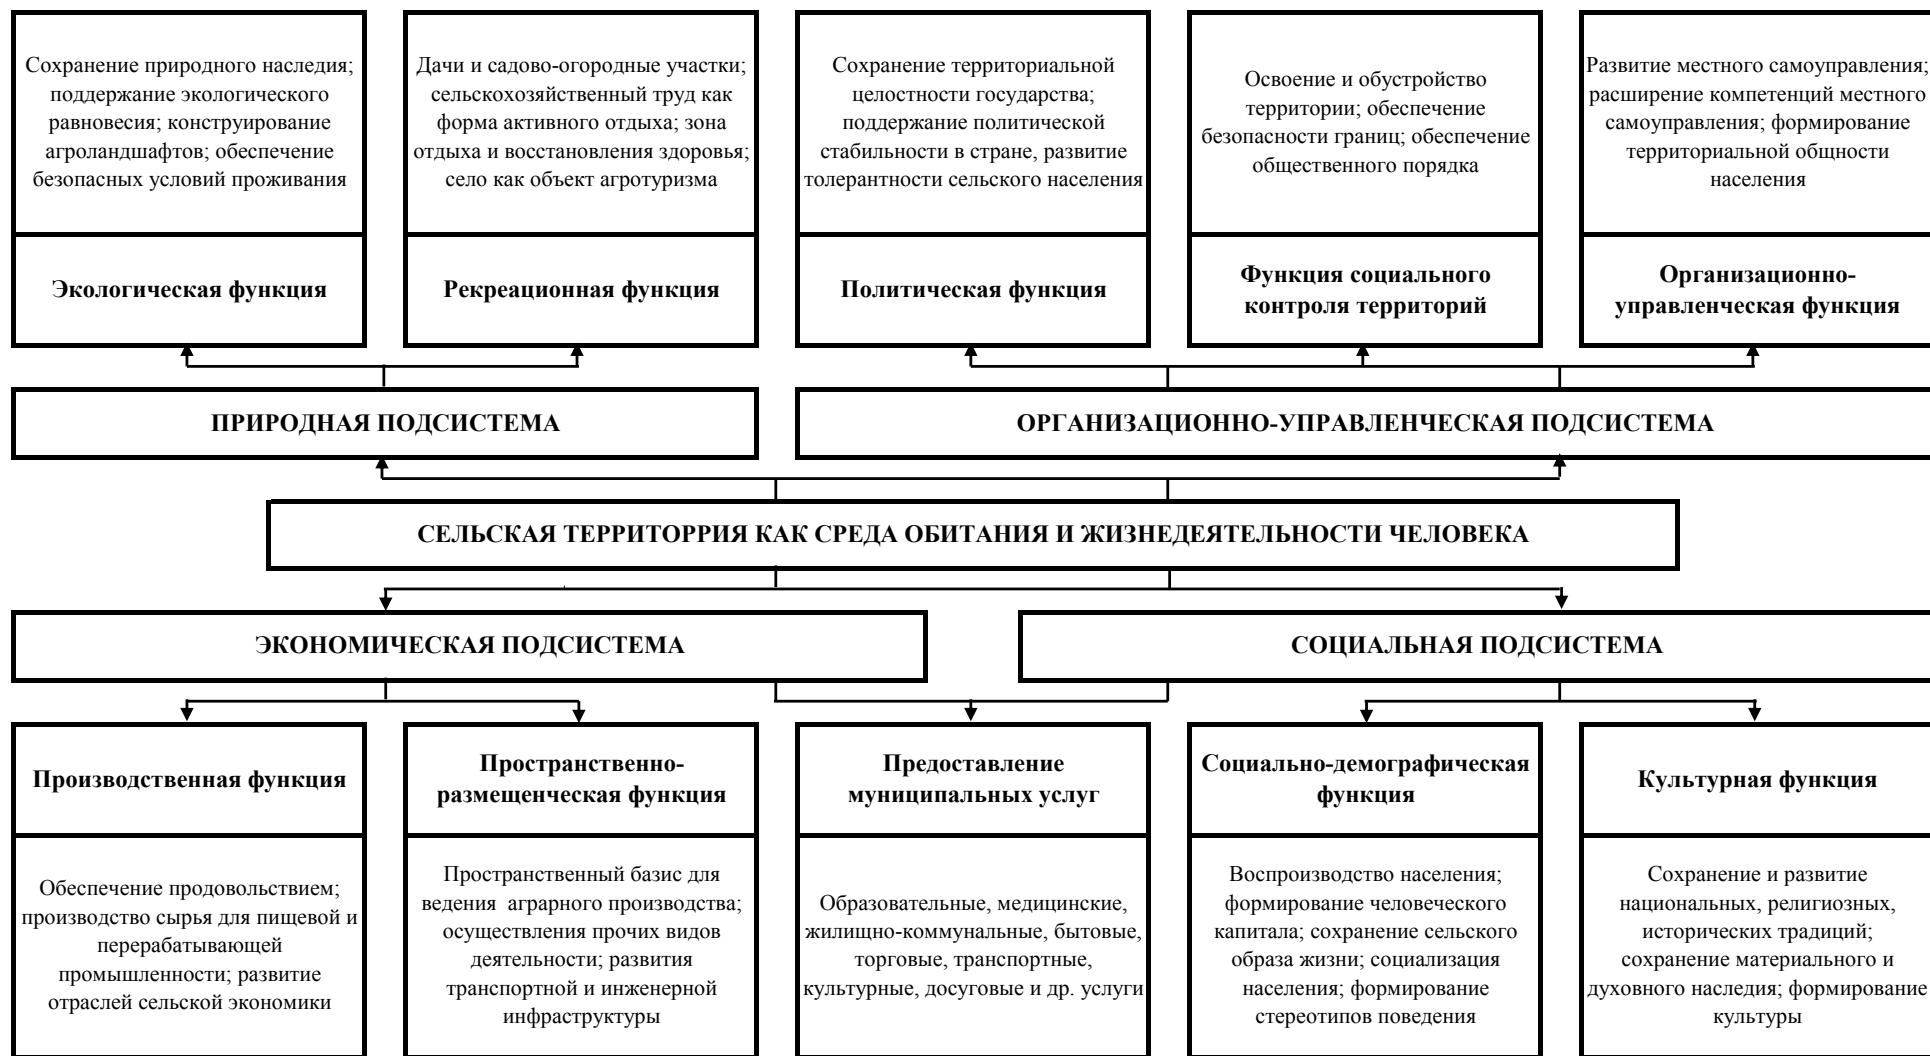 Сохранение природного наследия;
поддержание экологического
равновесия; конструирование
агроландшафтов; обеспечение
безопасных условий проживания
Дачи и садово-огородные участки;
сельскохозяйственный труд как
форма активного отдыха; зона
отдыха и восстановления здоровья;
село как объект агротуризма
Сохранение территориальной
целостности государства;
поддержание политической
стабильности в стране, развитие
толерантности сельского населения
Освоение и обустройство
территории; обеспечение
безопасности границ; обеспечение
общественного порядка
Развитие местного самоуправления;
расширение компетенций местного
самоуправления; формирование
территориальной общности
населения
Экологическая функция
Рекреационная функция
Политическая функция
Функция социального
контроля территорий
Организационно-
управленческая функция
ПРИРОДНАЯ ПОДСИСТЕМА
ОРГАНИЗАЦИОННО-УПРАВЛЕНЧЕСКАЯ ПОДСИСТЕМА
СЕЛЬСКАЯ ТЕРРИТОРРИЯ КАК СРЕДА ОБИТАНИЯ И ЖИЗНЕДЕЯТЕЛЬНОСТИ ЧЕЛОВЕКА
ЭКОНОМИЧЕСКАЯ ПОДСИСТЕМА
СОЦИАЛЬНАЯ ПОДСИСТЕМА
Производственная функция
Пространственно-
размещенческая функция
Предоставление
муниципальных услуг
Социально-демографическая
функция
Культурная функция
Обеспечение продовольствием;
производство сырья для пищевой и
перерабатывающей
промышленности; развитие
отраслей сельской экономики
Пространственный базис для
ведения аграрного производства;
осуществления прочих видов
деятельности; развития
транспортной и инженерной
инфраструктуры
Образовательные, медицинские,
жилищно-коммунальные, бытовые,
торговые, транспортные,
культурные, досуговые и др. услуги
Воспроизводство населения;
формирование человеческого
капитала; сохранение сельского
образа жизни; социализация
населения; формирование
стереотипов поведения
Сохранение и развитие
национальных, религиозных,
исторических традиций;
сохранение материального и
духовного наследия; формирование
культуры